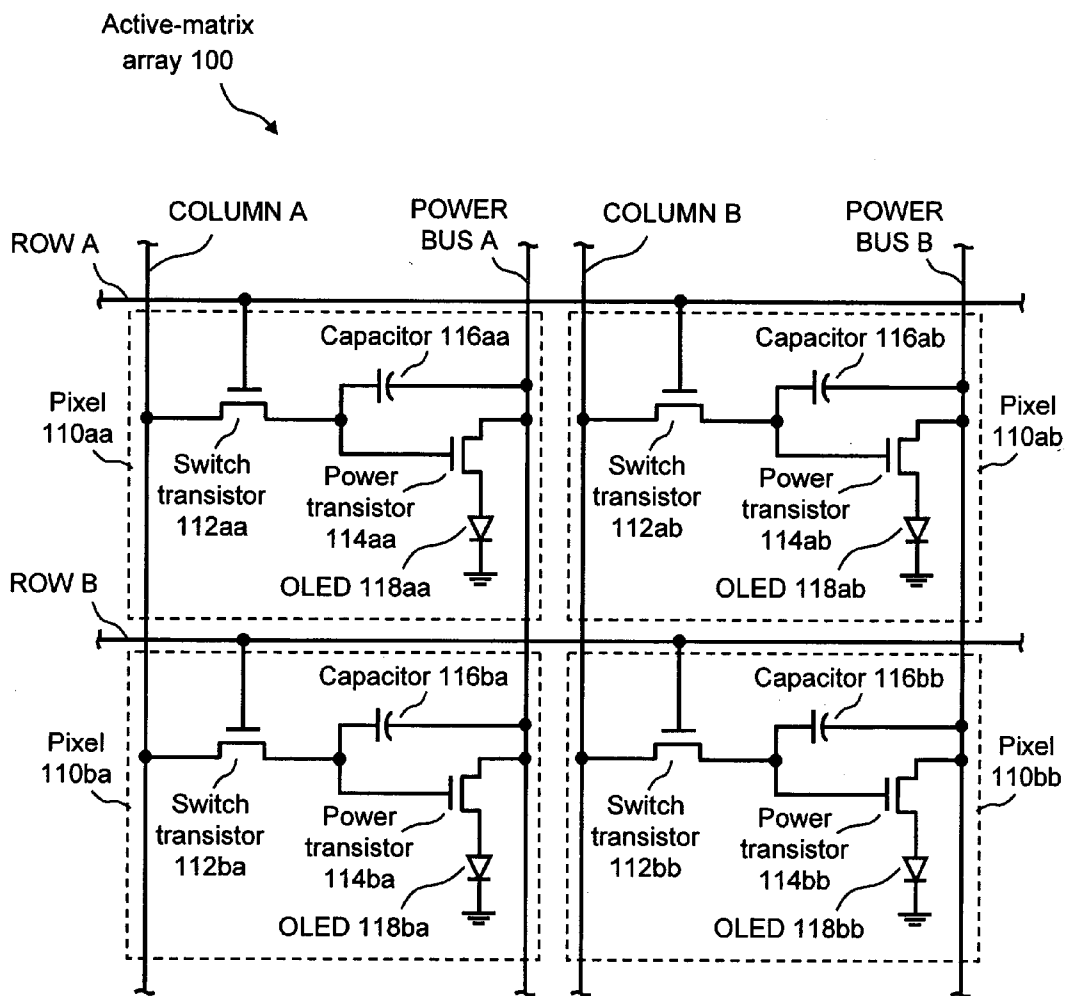 Active-matrix
array 100
COLUMN A
POWER
BUS A
COLUMN B
POWER
BUS B
ROW A
Capacitor 116aa
Capacitor 116ab
Pixel
110aa
Switch
transistor
112aa
Power
transistor
114aa
OLED 118aa
Switch
transistor
112ab
Power
transistor
114ab
OLED 118ab
Pixel
110ab
ROW B
Capacitor 116ba
Capacitor 116bb
Pixel
110ba
Switch
transistor
112ba
Power
transistor
114ba
OLED 118ba
Switch
transistor
112bb
Power
transistor
114bb
OLED 118bb
Pixel
110bb